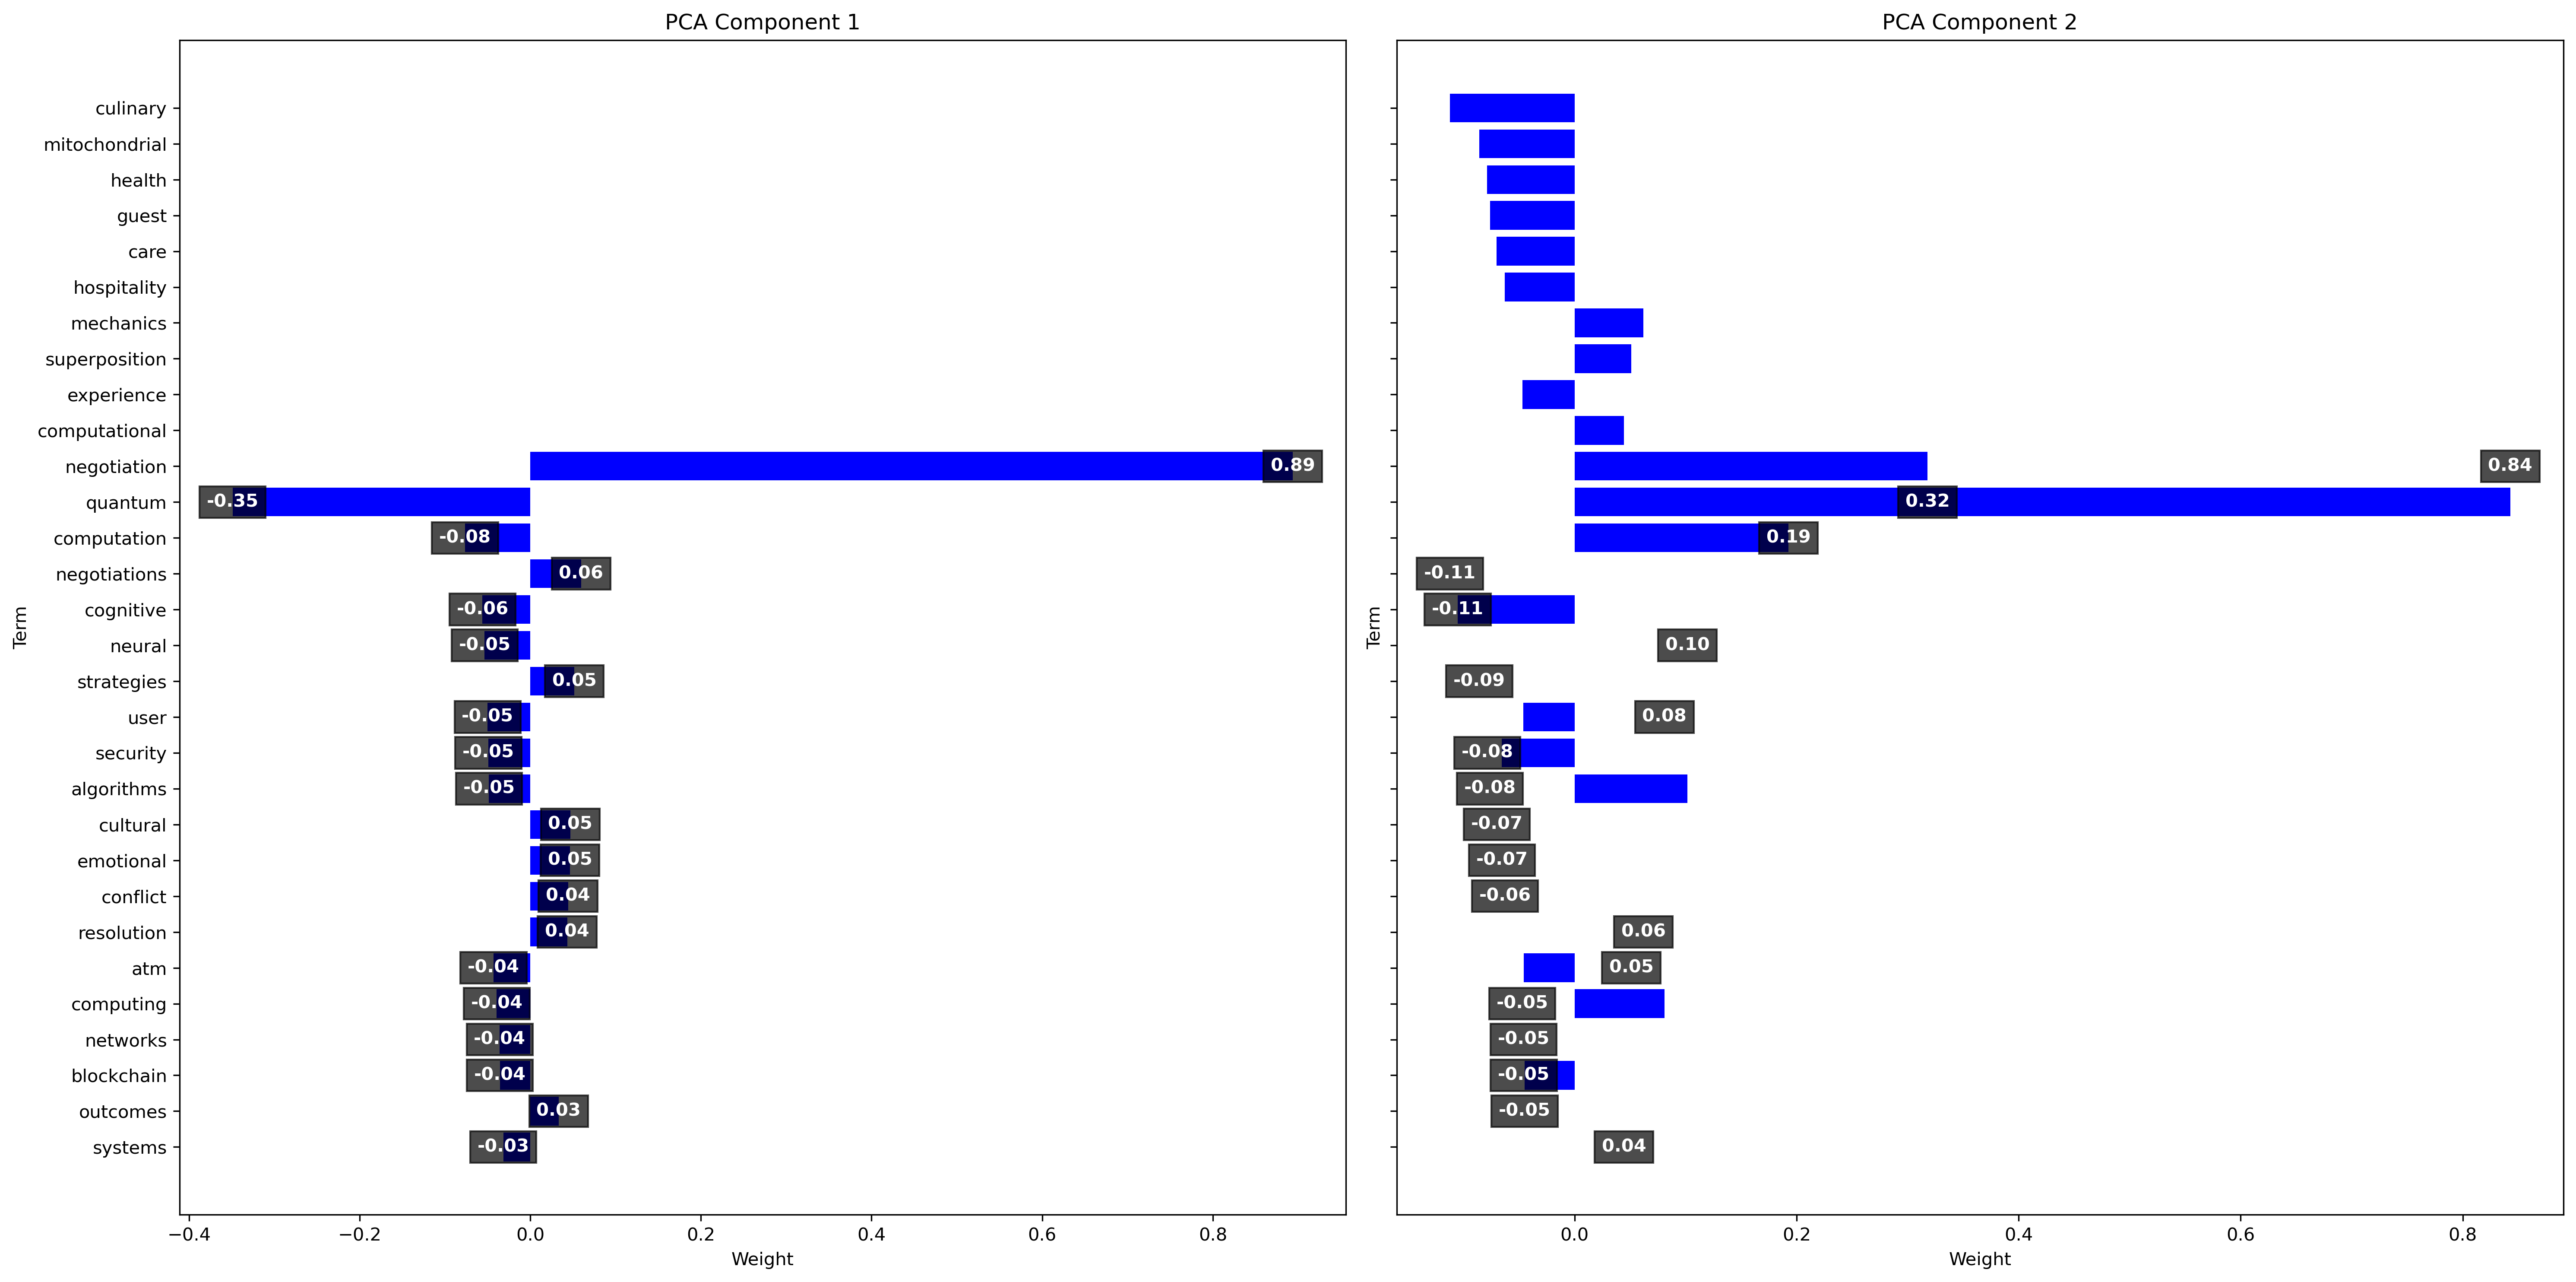 PCA Component 1
Term
culinary
mitochondrial
health
guest
care
hospitality
mechanics
superposition
experience
computational
negotiation 0.89
quantum -0.35
computation -0.08
negotiations 0.06
cognitive -0.06
neural -0.05
strategies 0.05
user -0.05
security -0.05
algorithms -0.05
cultural 0.05
emotional 0.05
conflict 0.04
resolution 0.04
atm -0.04
computing -0.04
networks -0.04
blockchain -0.04
outcomes 0.03
systems -0.03
−0.4 −0.2 0.0 0.2 0.4 0.6 0.8
Weight
PCA Component 2
Term
0.84
0.32
0.19
-0.11
-0.11
0.10
-0.09
0.08
-0.08
-0.08
-0.07
-0.07
-0.06
0.06
0.05
-0.05
-0.05
-0.05
-0.05
0.04
0.0 0.2 0.4 0.6 0.8
Weight